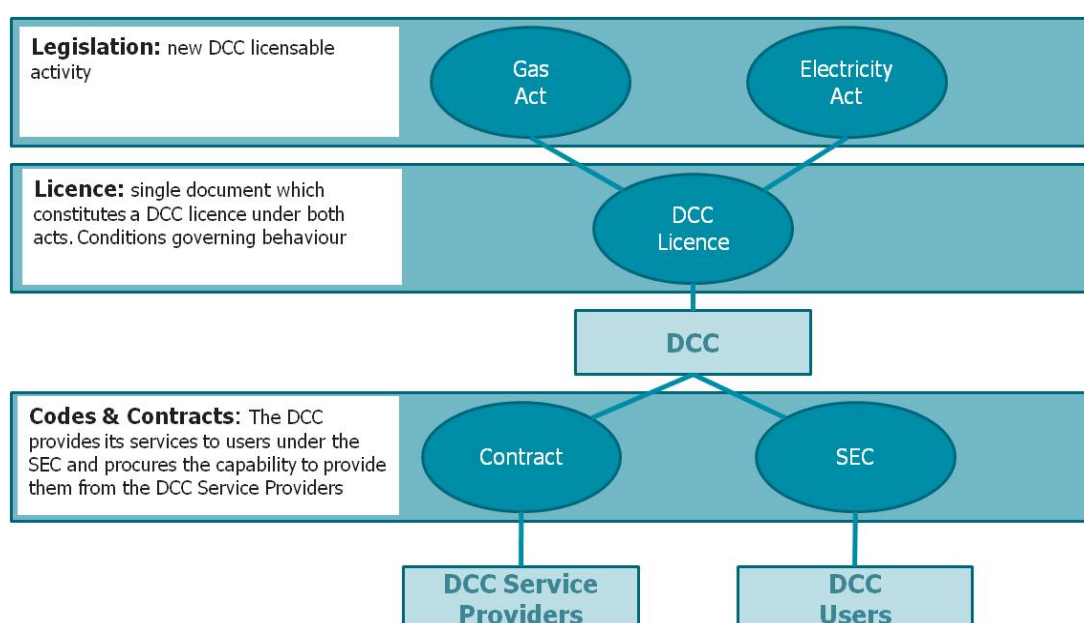 Legislation: new DCC licensable
activity
Gas
Act
Electricity
Act
Licence: single document which
constitutes a DCC licence under both
acts. Conditions governing behaviour
DCC
Licence
DCC
Codes & Contracts: The DCC
provides its services to users under the
SEC and procures the capability to provide
them from the DCC Service Providers
Contract
SEC
DCC Service
Providers
DCC
Users